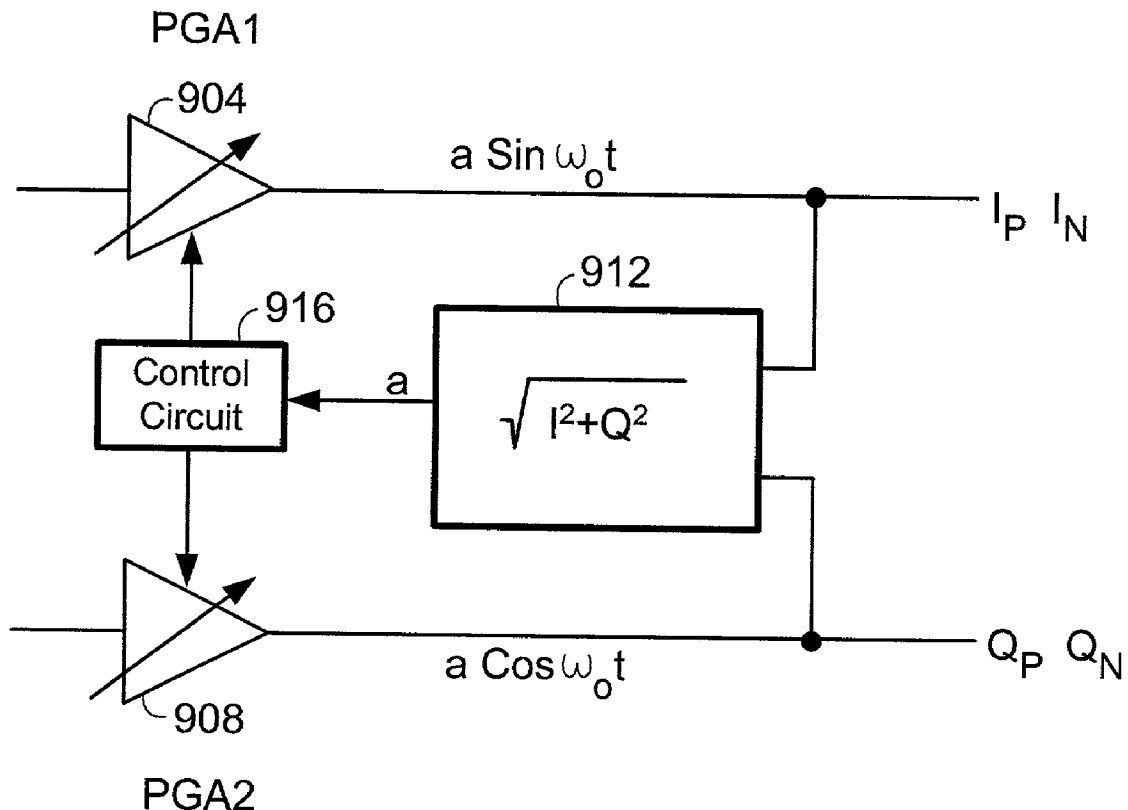 PGA1
904
a Sin ω₀t
I_P I_N
912
916
Control
Circuit
a
√I²+Q²
a Cos ω₀t
Q_P Q_N
908
PGA2